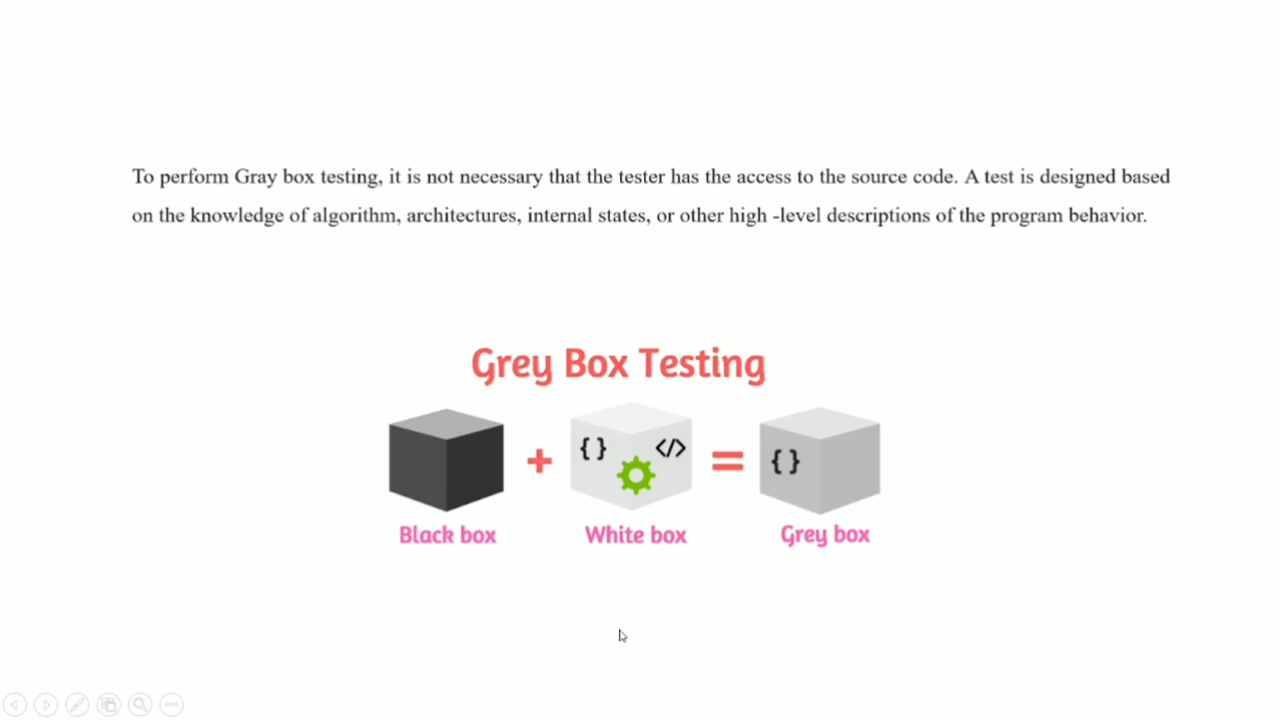 To perform Gray box testing, it is not necessary that the tester has the access to the source code. A test is designed based
on the knowledge of algorithm, architectures, internal states, or other high -level descriptions of the program behavior.
Grey Box Testing
{ } + { } </> = { }
Black box White box Grey box